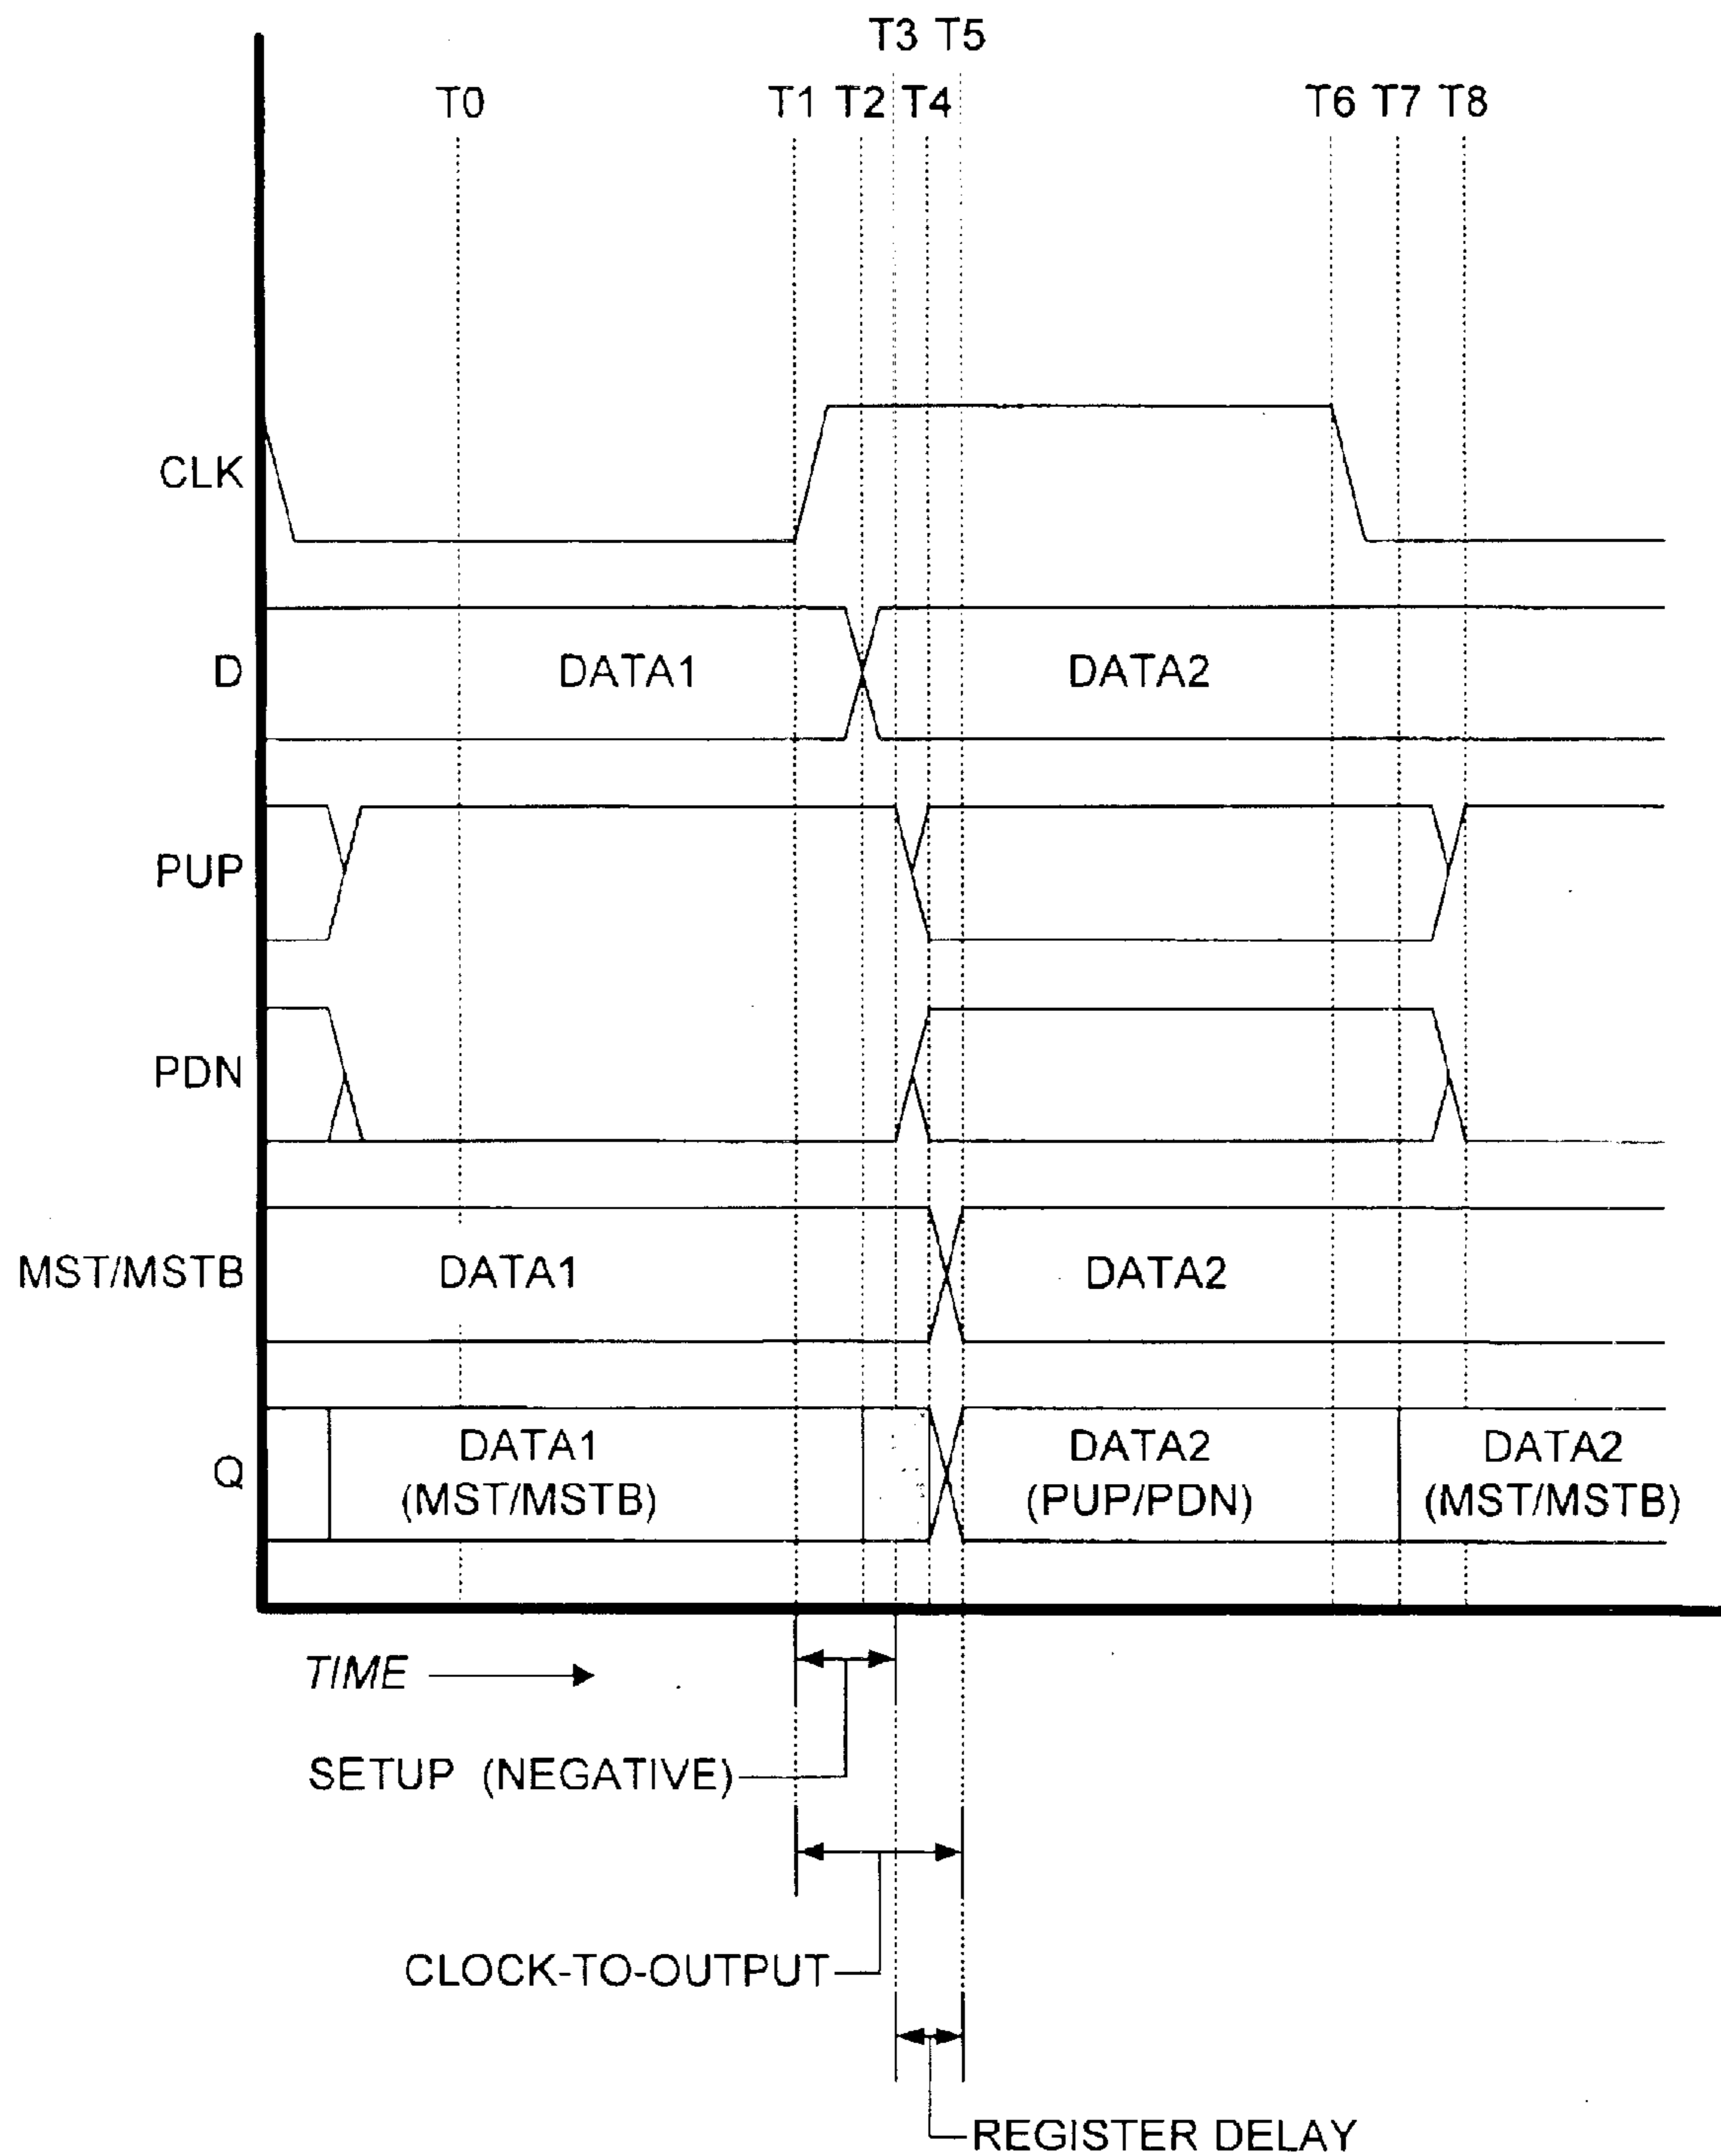 T3 T5
T0 T1 T2 T4 T6 T7 T8
CLK
D DATA1 DATA2
PUP
PDN
MST/MSTB DATA1 DATA2
Q
DATA1
(MST/MSTB)
DATA2
(PUP/PDN)
DATA2
(MST/MSTB)
TIME
SETUP (NEGATIVE)
CLOCK-TO-OUTPUT
REGISTER DELAY